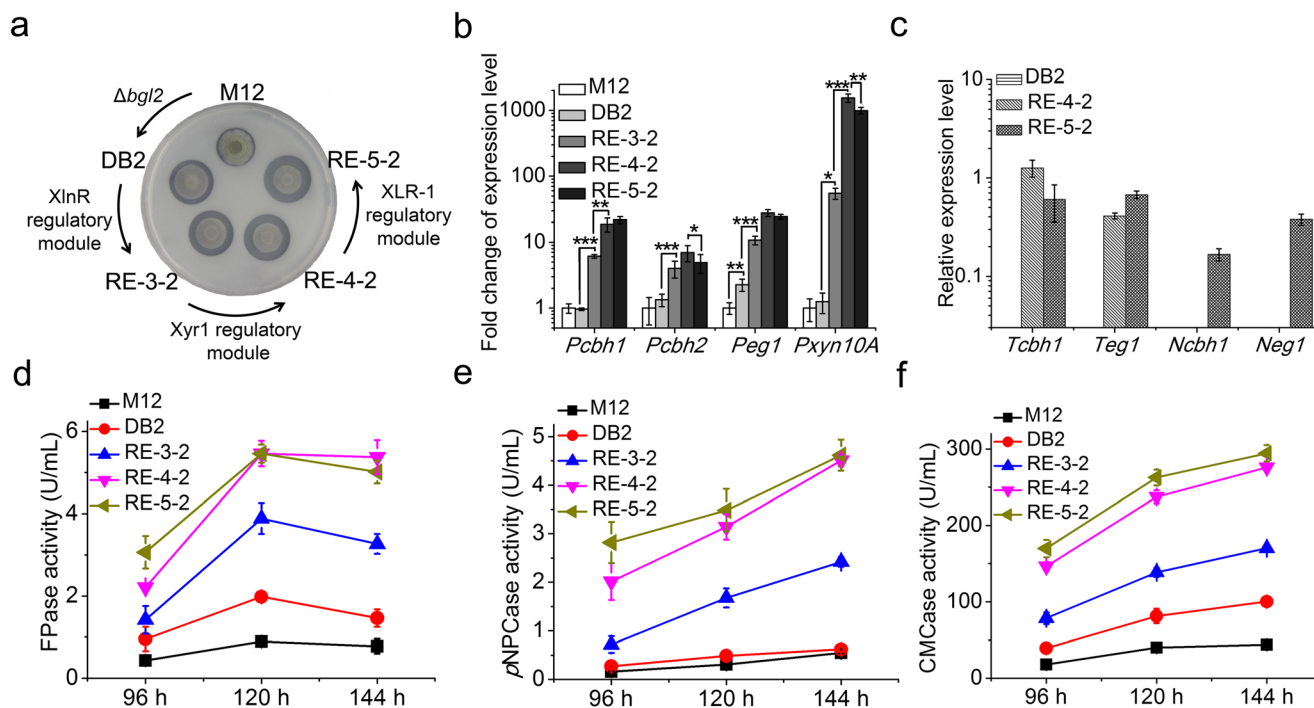 a
M12
Δbgl2
DB2
RE-5-2
XlnR
regulatory
module
XLR-1
regulatory
module
RE-3-2
RE-4-2
Xyr1 regulatory
module
b
Fold change of expression level
1000
100
10
1
M12
DB2
RE-3-2
RE-4-2
RE-5-2
*** **
*** *
** ***
* *** **
Pcbh1 Pcbh2 Peg1 Pxyn10A
c
Relative expression level
10
1
0.1
DB2
RE-4-2
RE-5-2
Tcbh1 Teg1 Ncbh1 Neg1
d
FPase activity (U/mL)
6
4
2
0
M12
DB2
RE-3-2
RE-4-2
RE-5-2
96 h 120 h 144 h
e
pNPCase activity (U/mL)
5
4
3
2
1
0
M12
DB2
RE-3-2
RE-4-2
RE-5-2
96 h 120 h 144 h
f
CMCase activity (U/mL)
300
200
100
0
M12
DB2
RE-3-2
RE-4-2
RE-5-2
96 h 120 h 144 h